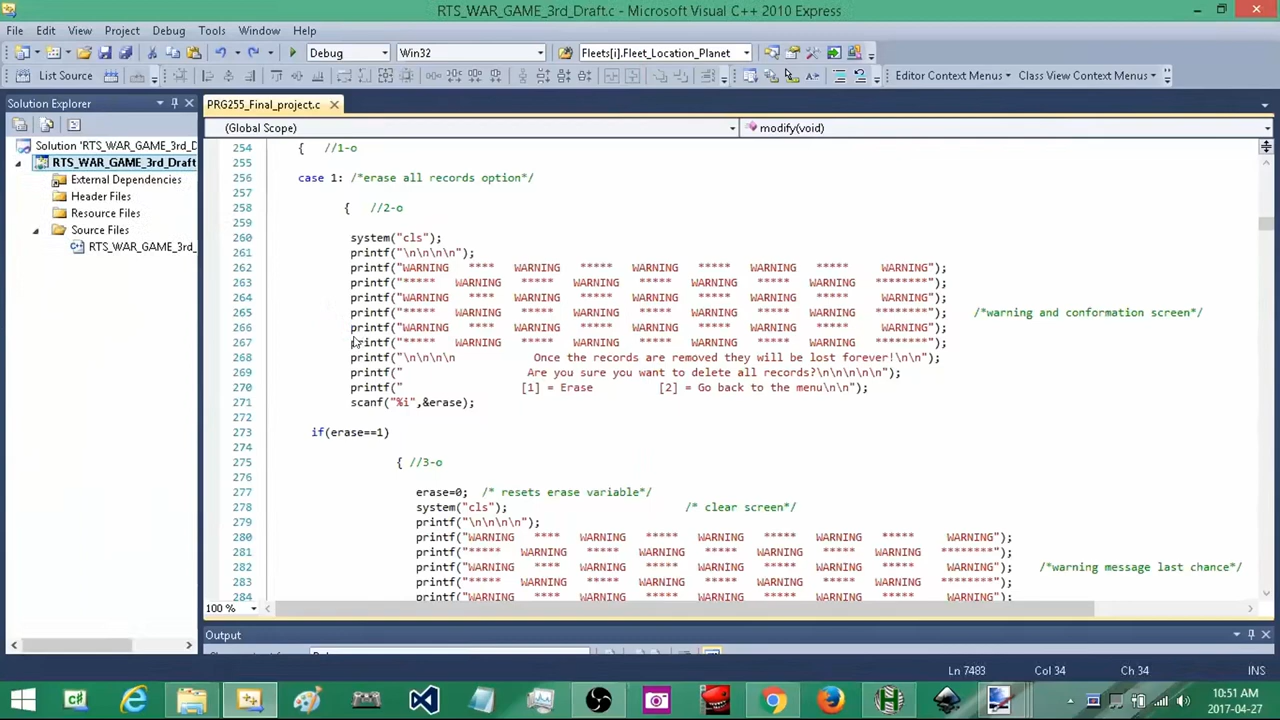 RTS_WAR_GAME_3rd_Draft.c - Microsoft Visual C++ 2010 Express
File Edit View Project Debug Tools Window Help
Debug Win32 Fleets[i].Fleet_Location_Planet
List Source Editor Context Menus Class View Context Menus
Solution Explorer
PRG255_Final_project.c
(Global Scope) modify(void)
Solution 'RTS_WAR_GAME_3rd_D
RTS_WAR_GAME_3rd_Draft
External Dependencies
Header Files
Resource Files
Source Files
RTS_WAR_GAME_3rd_
254 { //1-o
255
256 case 1: /*erase all records option*/
257
258 { //2-o
259
260 system("cls");
261 printf("\n\n\n\n");
262 printf("WARNING **** WARNING ***** WARNING ***** WARNING ***** WARNING");
263 printf("***** WARNING ***** WARNING ***** WARNING ***** WARNING ********");
264 printf("WARNING **** WARNING ***** WARNING ***** WARNING ***** WARNING");
265 printf("***** WARNING ***** WARNING ***** WARNING ***** WARNING ********"); /*warning and conformation screen*/
266 printf("WARNING **** WARNING ***** WARNING ***** WARNING ***** WARNING");
267 printf("***** WARNING ***** WARNING ***** WARNING ***** WARNING ********");
268 printf("\n\n\n\n Once the records are removed they will be lost forever!\n\n");
269 printf(" Are you sure you want to delete all records?\n\n\n\n\n");
270 printf(" [1] = Erase [2] = Go back to the menu\n\n");
271 scanf("%i",&erase);
272
273 if(erase==1)
274
275 { //3-o
276
277 erase=0; /* resets erase variable*/
278 system("cls"); /* clear screen*/
279 printf("\n\n\n\n");
280 printf("WARNING **** WARNING ***** WARNING ***** WARNING ***** WARNING");
281 printf("***** WARNING ***** WARNING ***** WARNING ***** WARNING ********");
282 printf("WARNING **** WARNING ***** WARNING ***** WARNING ***** WARNING"); /*warning message last chance*/
283 printf("***** WARNING ***** WARNING ***** WARNING ***** WARNING ********");
284 printf("WARNING **** WARNING ***** WARNING ***** WARNING ***** WARNING");
100 %
Output
Ln 7483 Col 34 Ch 34 INS
10:51 AM
2017-04-27